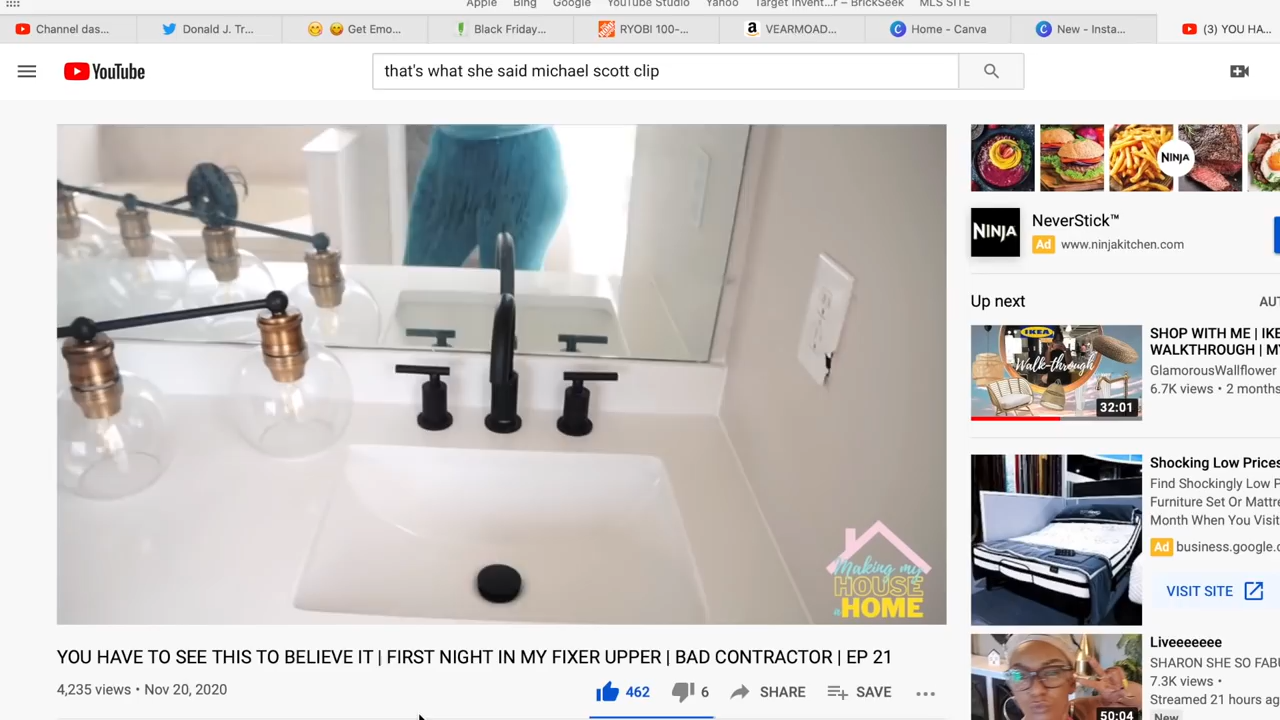 Apple Bing Google YouTube Studio Yahoo Target Invent...r – BrickSeek MLS SITE
Channel das... Donald J. Tr... Get Emo... Black Friday... RYOBI 100-... VEARMOAD... Home - Canva New - Insta... (3) YOU HA...
YouTube
that's what she said michael scott clip
NINJA
NINJA
NeverStick™
Ad www.ninjakitchen.com
Up next
AUT
IKEA
Walk-through
32:01
SHOP WITH ME | IKE
WALKTHROUGH | MY
GlamorousWallflower
6.7K views • 2 months
Shocking Low Prices
Find Shockingly Low P
Furniture Set Or Mattre
Month When You Visit
Ad business.google.c
VISIT SITE
Making my
HOUSE
a HOME
YOU HAVE TO SEE THIS TO BELIEVE IT | FIRST NIGHT IN MY FIXER UPPER | BAD CONTRACTOR | EP 21
4,235 views • Nov 20, 2020
462 6 SHARE SAVE
Liveeeeeee
SHARON SHE SO FABU
7.3K views •
Streamed 21 hours ag
New
50:04